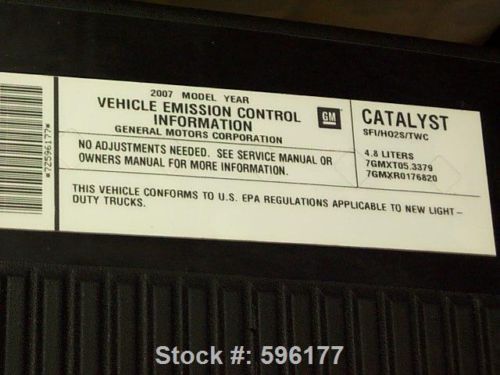 2007 MODEL YEAR
VEHICLE EMISSION CONTROL
INFORMATION
GENERAL MOTORS CORPORATION
GM
CATALYST
SFI/HO2S/TWC
NO ADJUSTMENTS NEEDED. SEE SERVICE MANUAL OR
OWNERS MANUAL FOR MORE INFORMATION.
4.8 LITERS
7GMXT05.3379
7GMXR0176820
THIS VEHICLE CONFORMS TO U.S. EPA REGULATIONS APPLICABLE TO NEW LIGHT-
DUTY TRUCKS.
*7Z596177*
Stock #: 596177